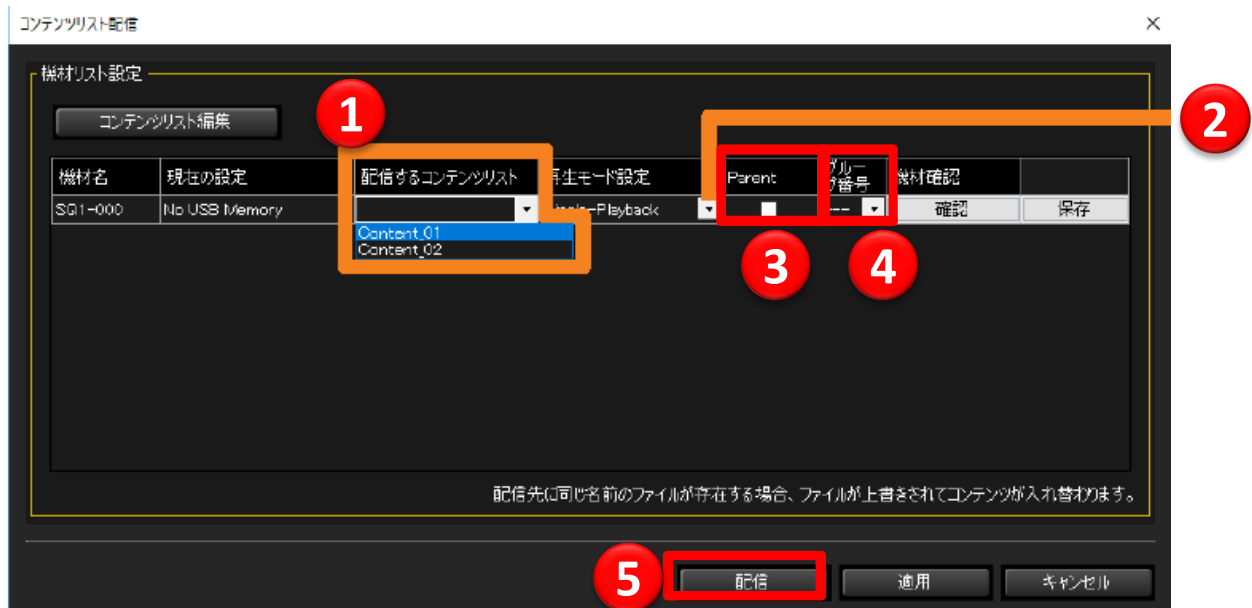 コンテンツリスト配信
機材リスト設定
コンテンツリスト編集
1
2
機材名 現在の設定 配信するコンテンツリスト 再生モード設定 Parent グループ番号 機材確認
SQ1-000 No USB Memory -Playback --- 確認 保存
Content_01
Content_02
3
4
配信先に同じ名前のファイルが存在する場合、ファイルが上書きされてコンテンツが入れ替わります。
5
配信 適用 キャンセル